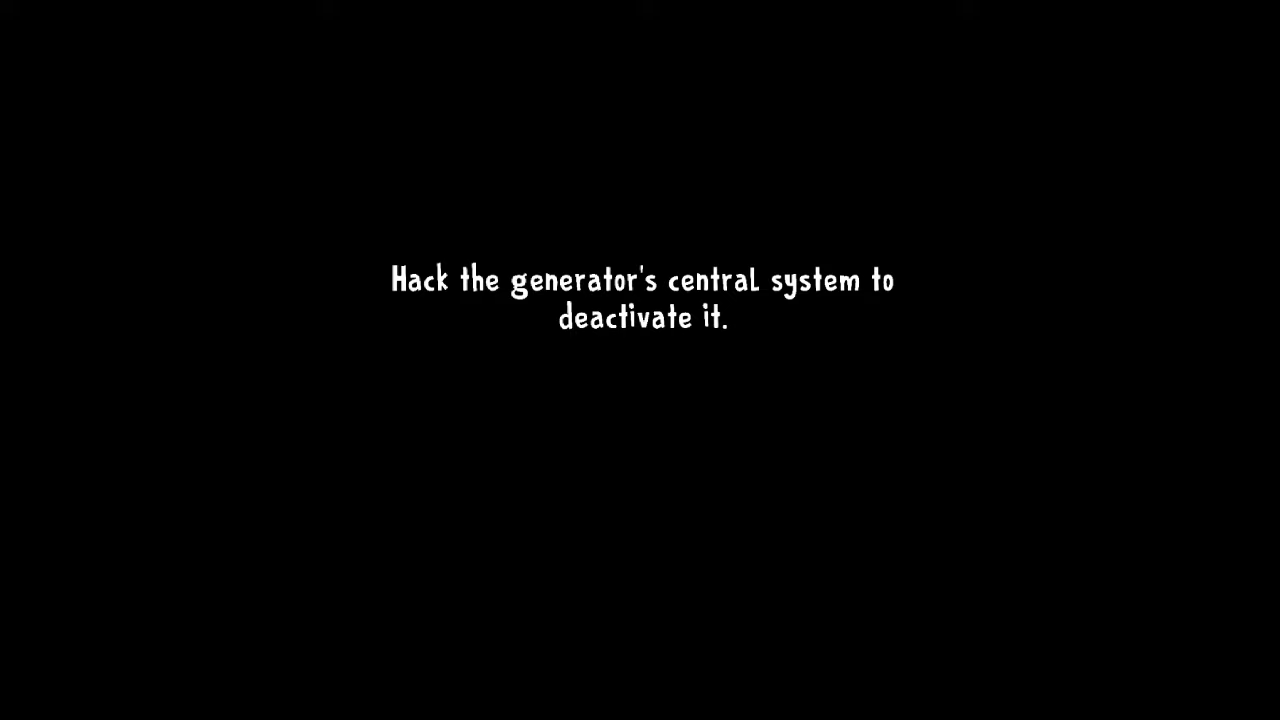 Hack the generator's central system to
deactivate it.